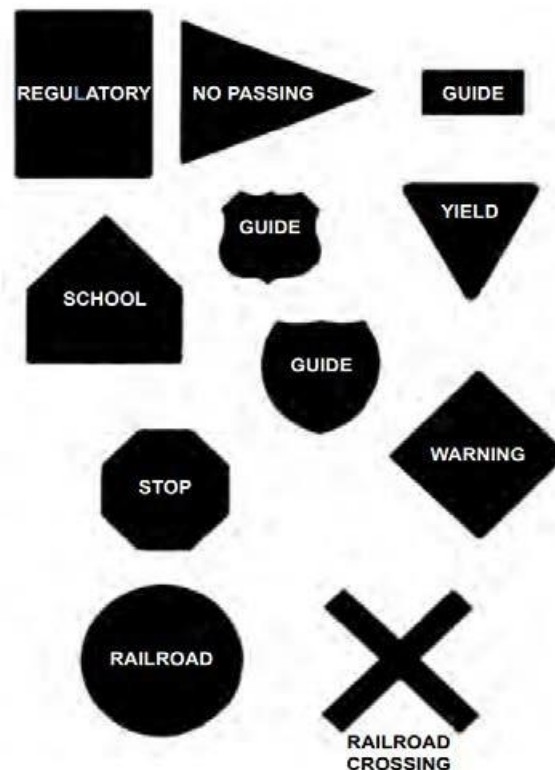 REGULATORY
NO PASSING
GUIDE
GUIDE
YIELD
SCHOOL
GUIDE
WARNING
STOP
RAILROAD
RAILROAD
CROSSING